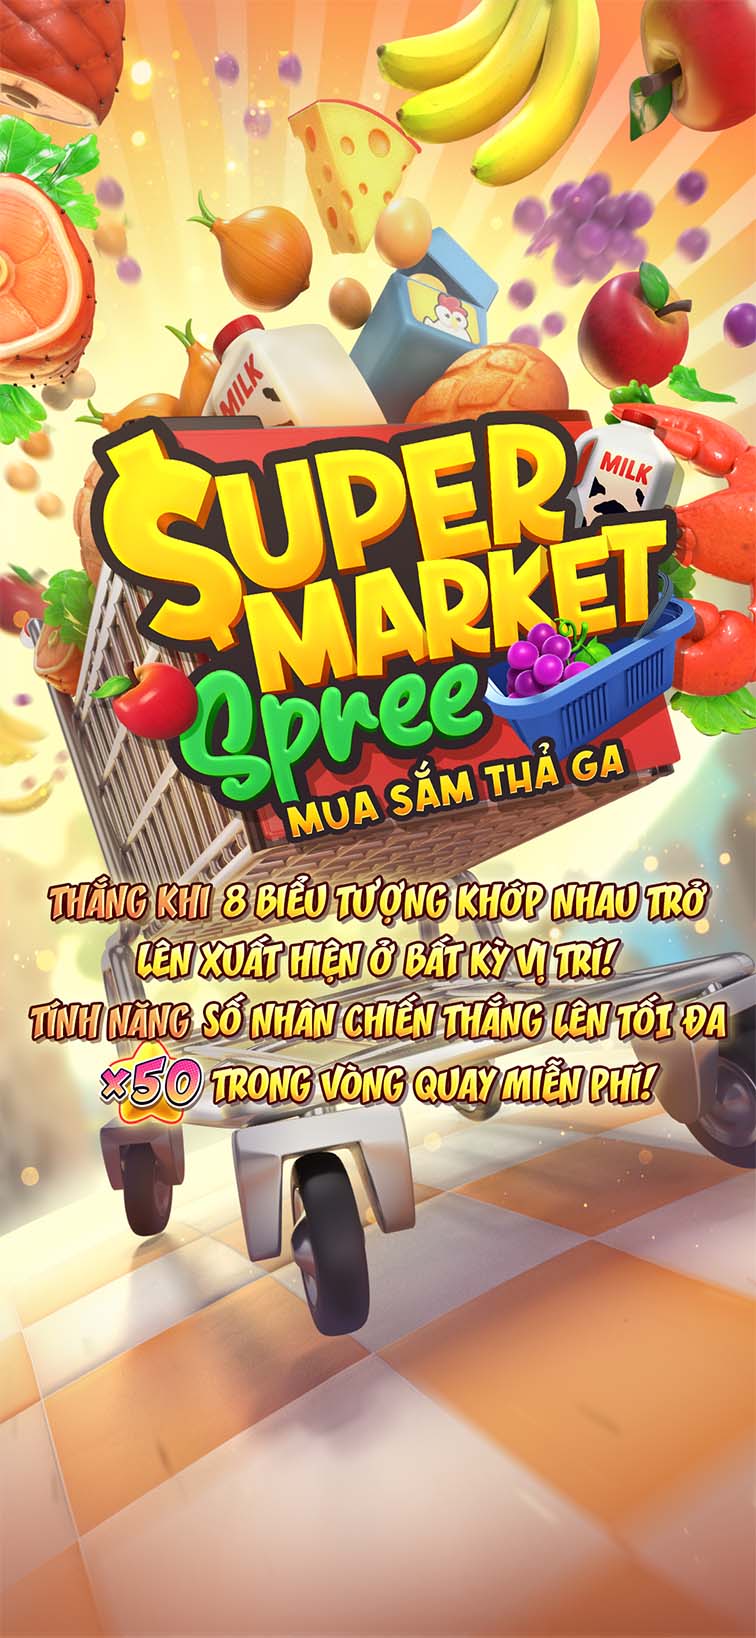 MILK
MILK
SUPER
MARKET
Spree
MUA SẮM THẢ GA
THẮNG KHI 8 BIỂU TƯỢNG KHỚP NHAU TRỞ
LÊN XUẤT HIỆN Ở BẤT KỲ VỊ TRÍ!
TÍNH NĂNG SỐ NHÂN CHIẾN THẮNG LÊN TỐI ĐA
x50 TRONG VÒNG QUAY MIỄN PHÍ!